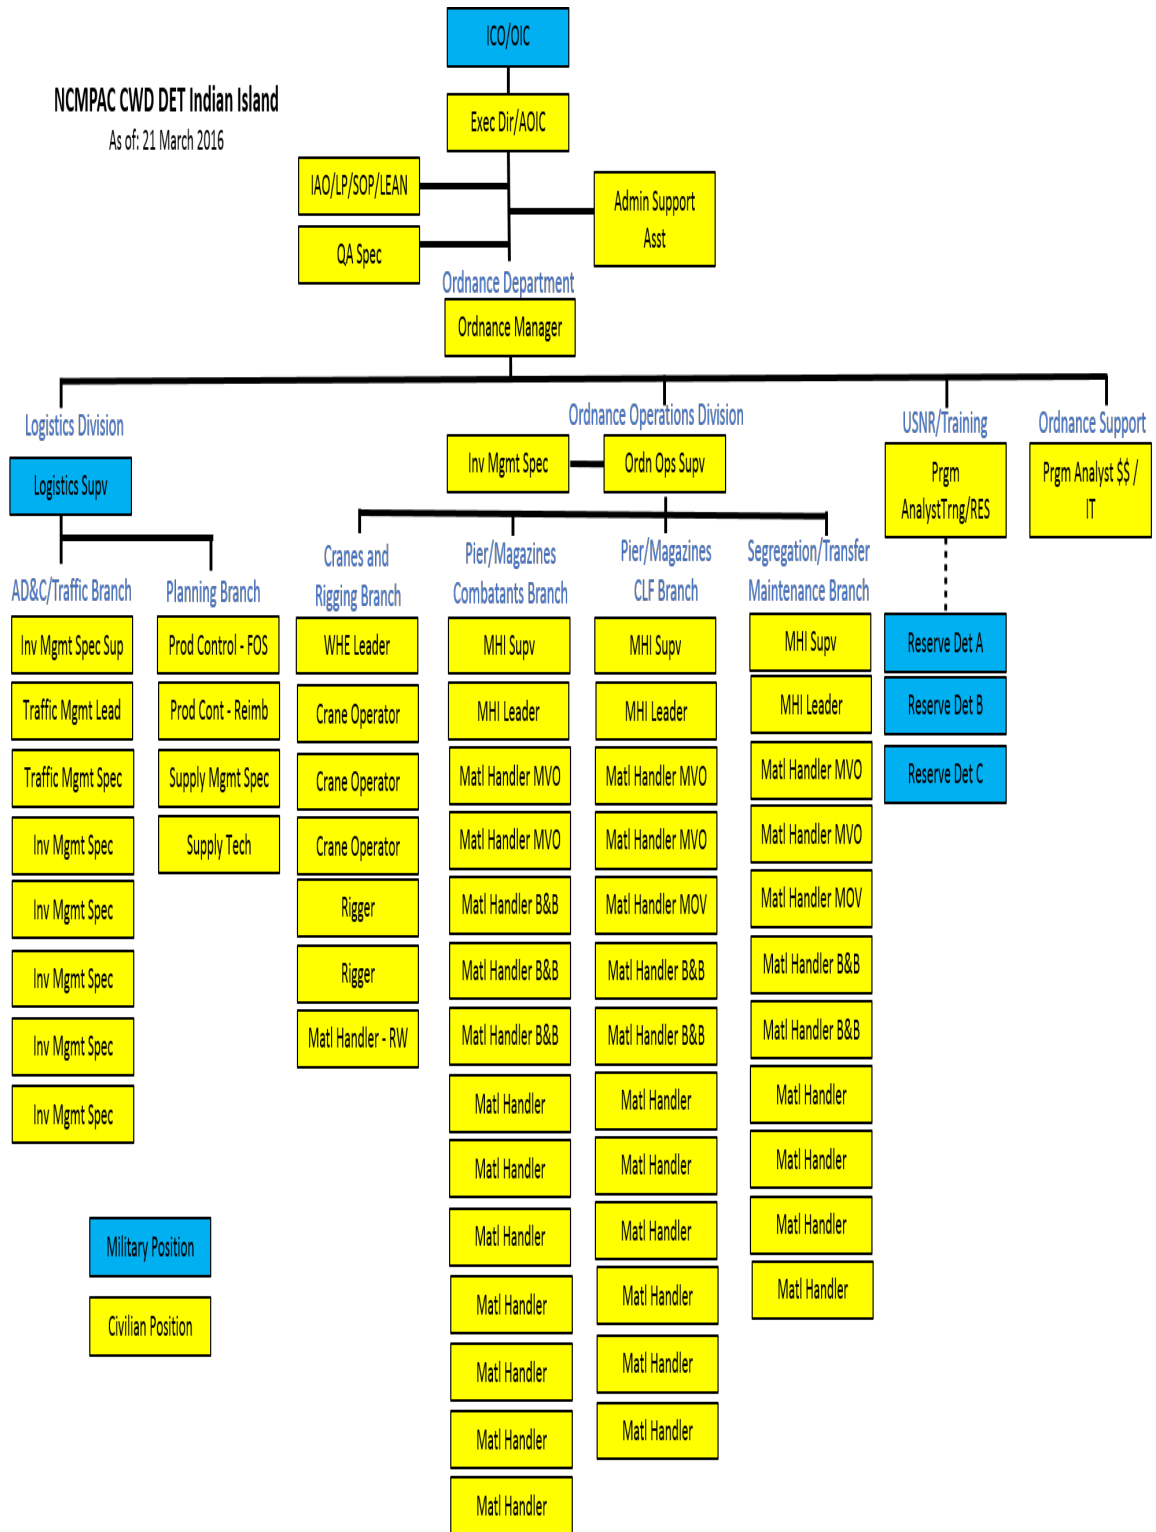 ICO/OIC
NCMPAC CWD DET Indian Island
As of: 21 March 2016
Exec Dir/AOIC
IAO/LP/SOP/LEAN
Admin Support
Asst
QA Spec
Ordnance Department
Ordnance Manager
Logistics Division
Logistics Supv
AD&C/Traffic Branch
Inv Mgmt Spec Sup
Traffic Mgmt Lead
Traffic Mgmt Spec
Inv Mgmt Spec
Inv Mgmt Spec
Inv Mgmt Spec
Inv Mgmt Spec
Inv Mgmt Spec
Planning Branch
Prod Control - FOS
Prod Cont - Reimb
Supply Mgmt Spec
Supply Tech
Ordnance Operations Division
Inv Mgmt Spec
Ordn Ops Supv
Cranes and
Rigging Branch
WHE Leader
Crane Operator
Crane Operator
Crane Operator
Rigger
Rigger
Matl Handler - RW
Pier/Magazines
Combatants Branch
MHI Supv
MHI Leader
Matl Handler MVO
Matl Handler MVO
Matl Handler B&B
Matl Handler B&B
Matl Handler B&B
Matl Handler
Matl Handler
Matl Handler
Matl Handler
Matl Handler
Matl Handler
Matl Handler
Pier/Magazines
CLF Branch
MHI Supv
MHI Leader
Matl Handler MVO
Matl Handler MVO
Matl Handler MOV
Matl Handler B&B
Matl Handler B&B
Matl Handler
Matl Handler
Matl Handler
Matl Handler
Matl Handler
Matl Handler
Segregation/Transfer
Maintenance Branch
MHI Supv
MHI Leader
Matl Handler MVO
Matl Handler MVO
Matl Handler MOV
Matl Handler B&B
Matl Handler B&B
Matl Handler
Matl Handler
Matl Handler
Matl Handler
USNR/Training
Prgm
AnalystTrng/RES
Reserve Det A
Reserve Det B
Reserve Det C
Ordnance Support
Prgm Analyst $$ /
IT
Military Position
Civilian Position